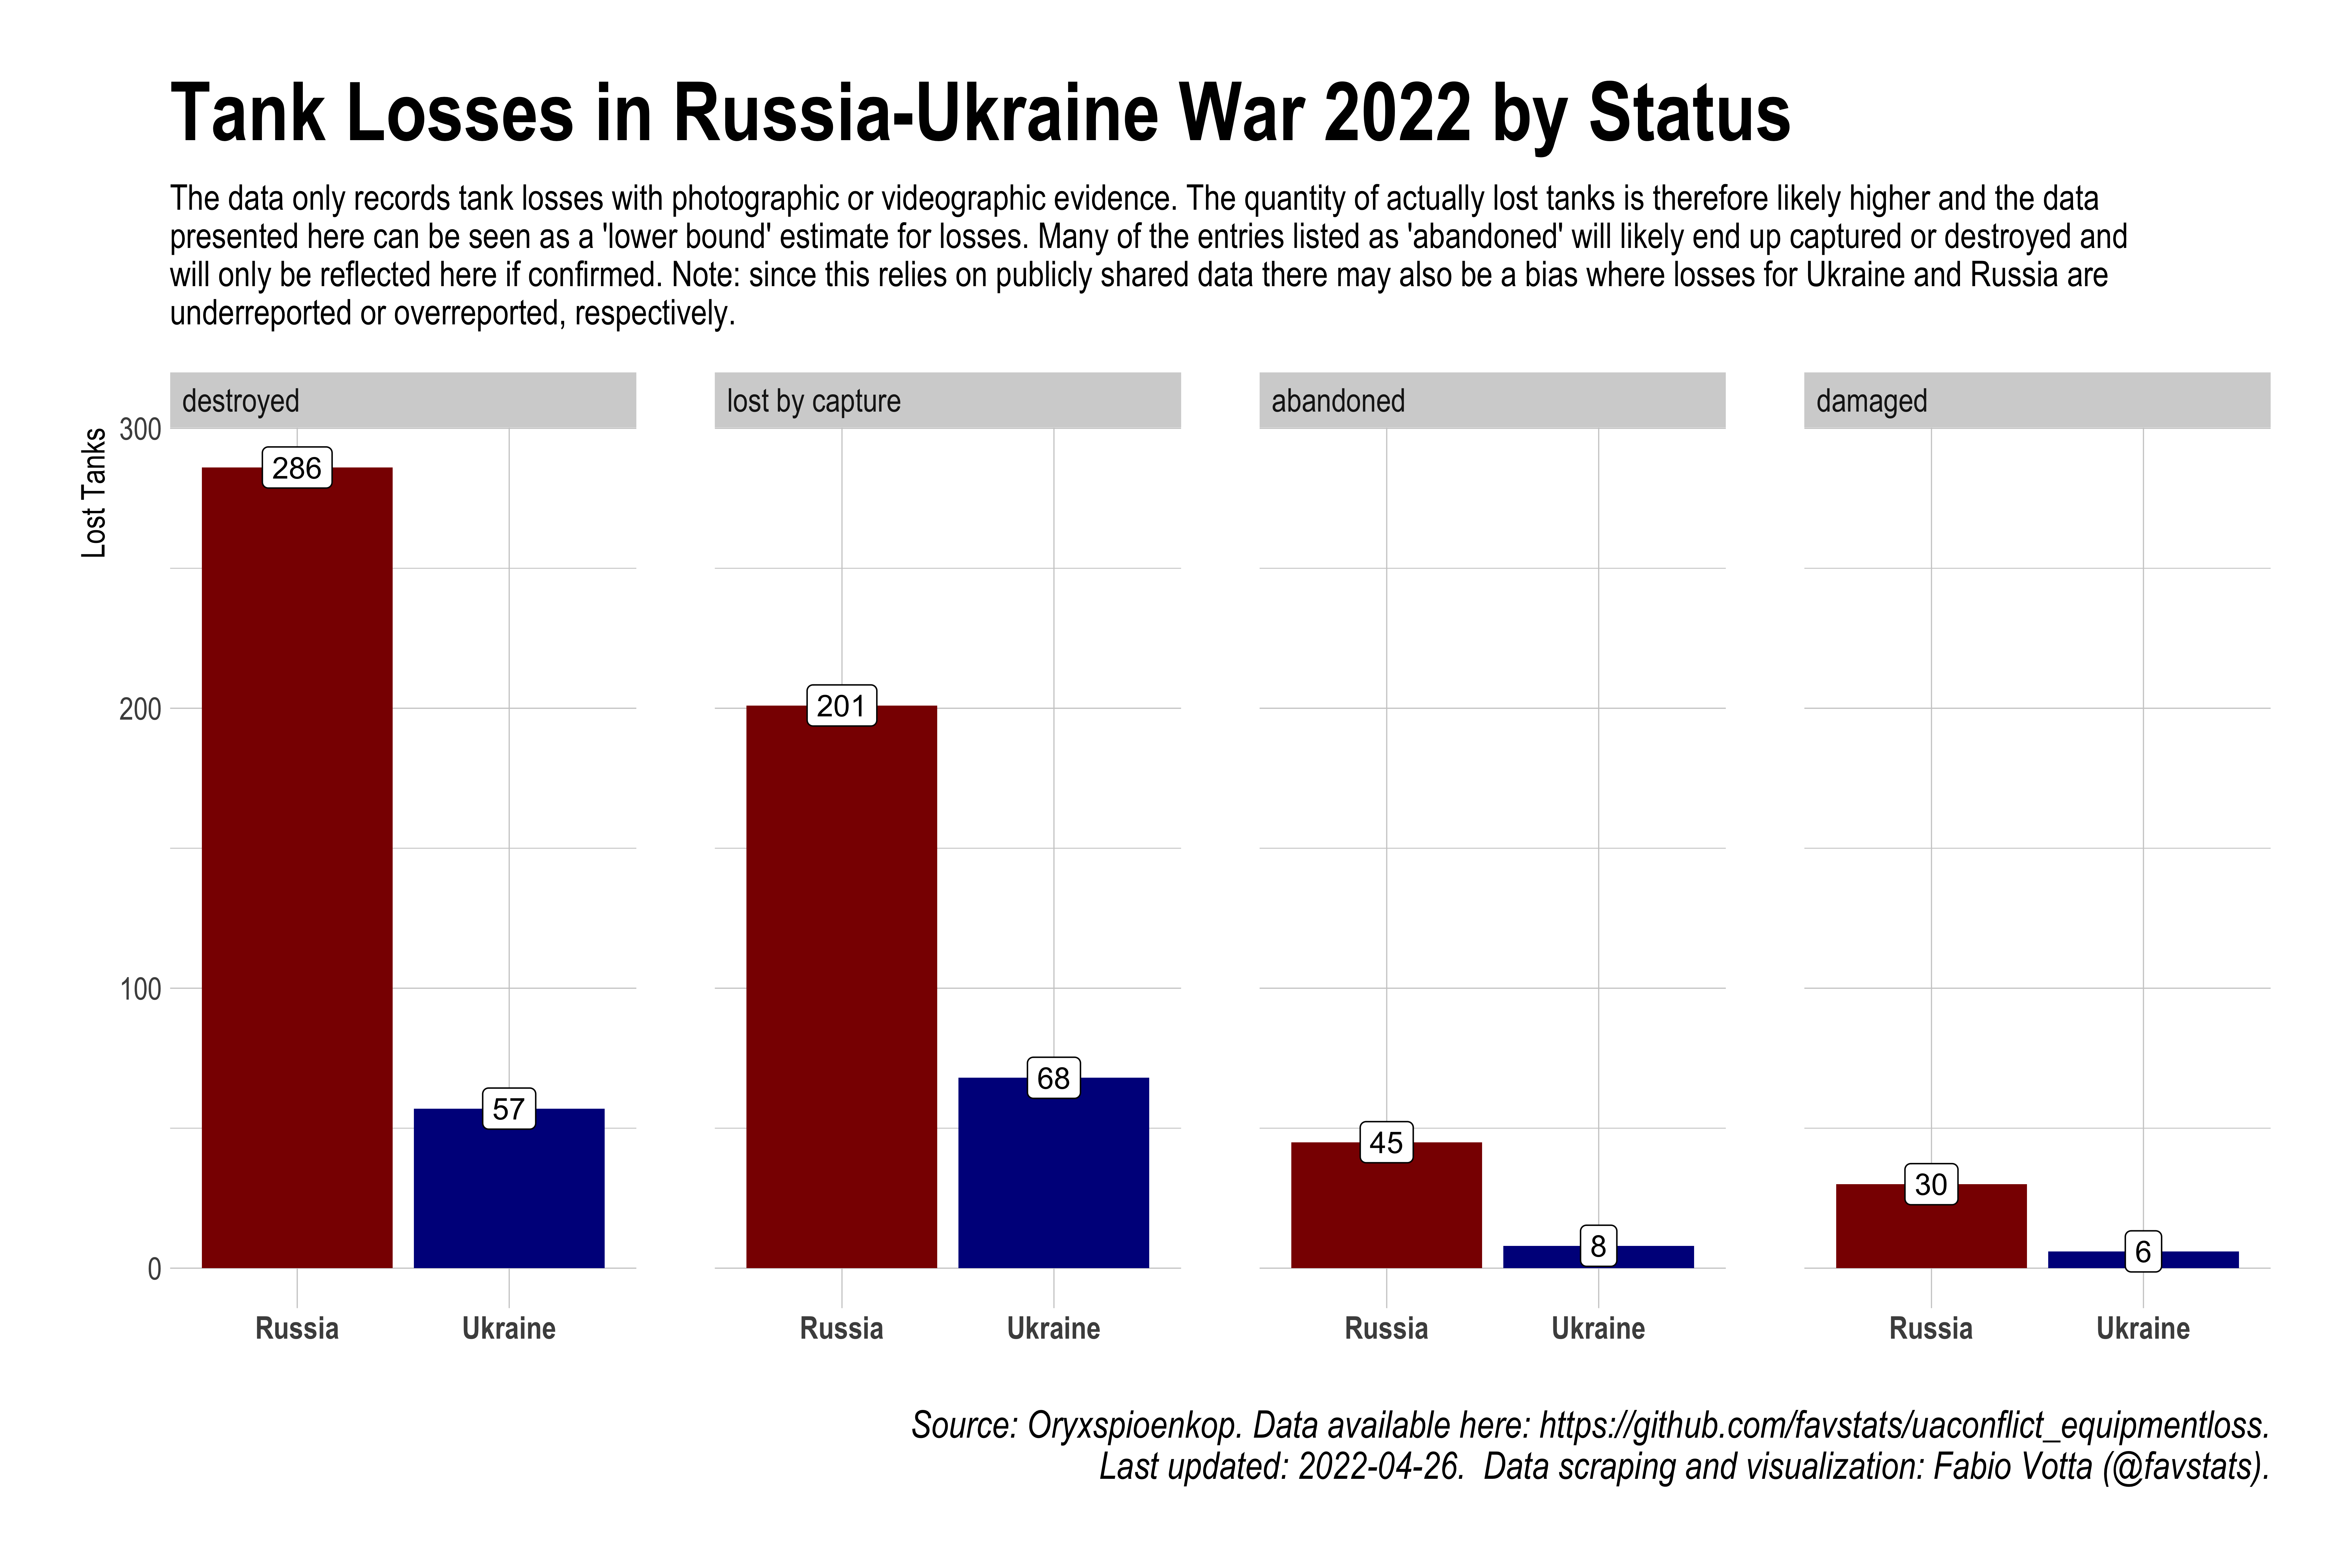 Tank Losses in Russia-Ukraine War 2022 by Status
The data only records tank losses with photographic or videographic evidence. The quantity of actually lost tanks is therefore likely higher and the data
presented here can be seen as a 'lower bound' estimate for losses. Many of the entries listed as 'abandoned' will likely end up captured or destroyed and
will only be reflected here if confirmed. Note: since this relies on publicly shared data there may also be a bias where losses for Ukraine and Russia are
underreported or overreported, respectively.
destroyed
lost by capture
abandoned
damaged
Lost Tanks
300
200
100
0
286
57
201
68
45
8
30
6
Russia
Ukraine
Russia
Ukraine
Russia
Ukraine
Russia
Ukraine
Source: Oryxspioenkop. Data available here: https://github.com/favstats/uaconflict_equipmentloss.
Last updated: 2022-04-26.  Data scraping and visualization: Fabio Votta (@favstats).